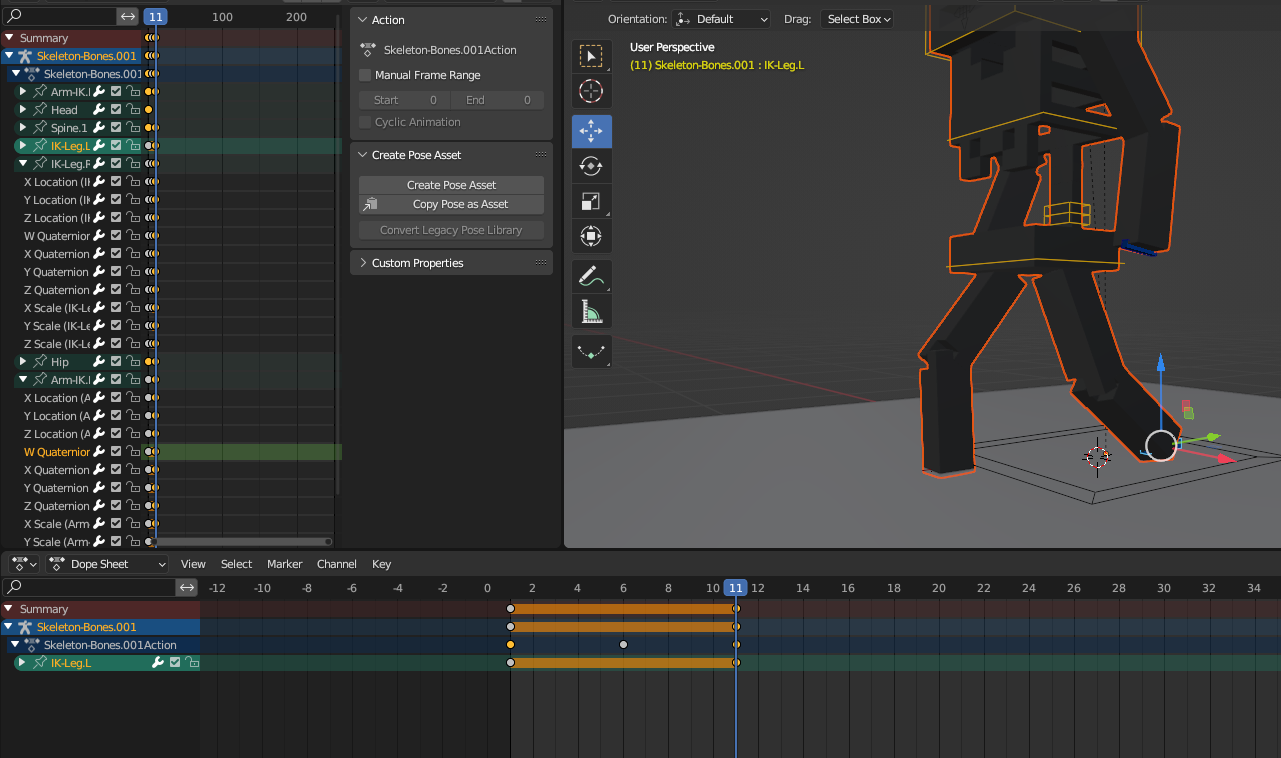 11 100 200
Summary
Skeleton-Bones.001
Skeleton-Bones.001
Arm-IK.
Head
Spine.1
IK-Leg.L
IK-Leg.F
X Location (II
Y Location (II
Z Location (II
W Quaternion
X Quaternion
Y Quaternion
Z Quaternion
X Scale (IK-Le
Y Scale (IK-Le
Z Scale (IK-Le
Hip
Arm-IK.
X Location (A
Y Location (A
Z Location (A
W Quaternion
X Quaternion
Y Quaternion
Z Quaternion
X Scale (Arm-
Y Scale (Arm-
Action
Skeleton-Bones.001Action
Manual Frame Range
Start 0 End 0
Cyclic Animation
Create Pose Asset
Create Pose Asset
Copy Pose as Asset
Convert Legacy Pose Library
Custom Properties
Orientation: Default Drag: Select Box
User Perspective
(11) Skeleton-Bones.001 : IK-Leg.L
Dope Sheet View Select Marker Channel Key
-12 -10 -8 -6 -4 -2 0 2 4 6 8 10 11 12 14 16 18 20 22 24 26 28 30 32 34
Summary
Skeleton-Bones.001
Skeleton-Bones.001Action
IK-Leg.L